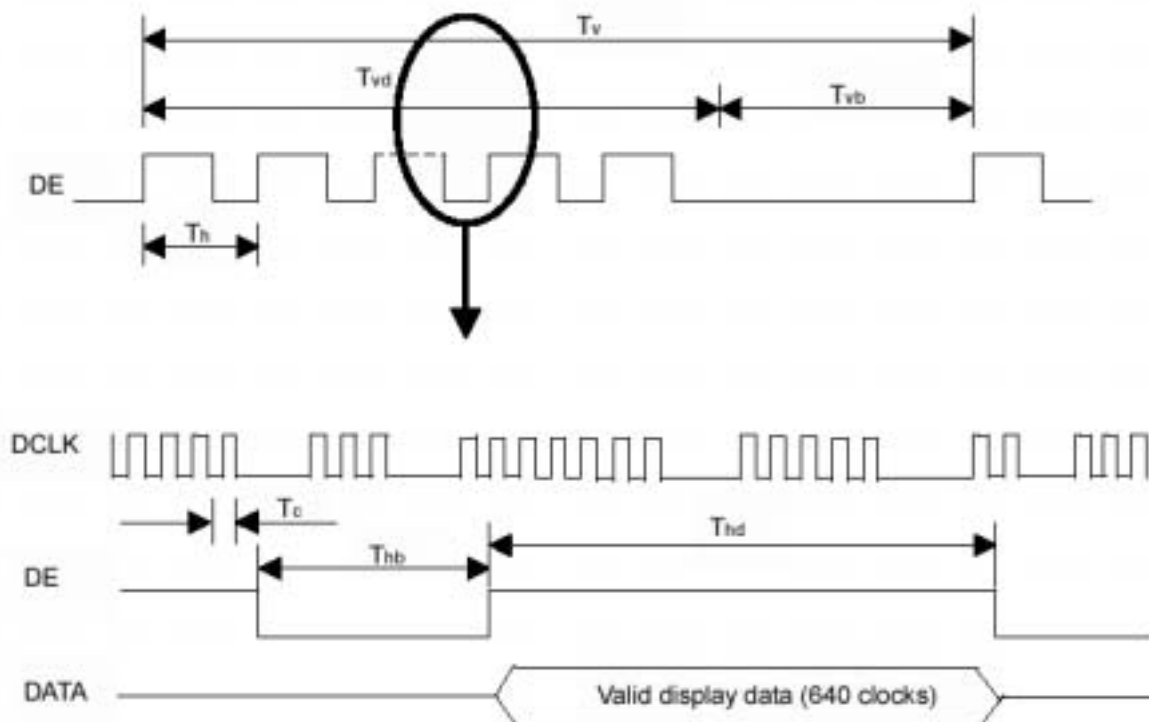 Tv
Tvd
Tvb
DE
Th
DCLK
Tc
Thd
Thb
DE
DATA
Valid display data (640 clocks)